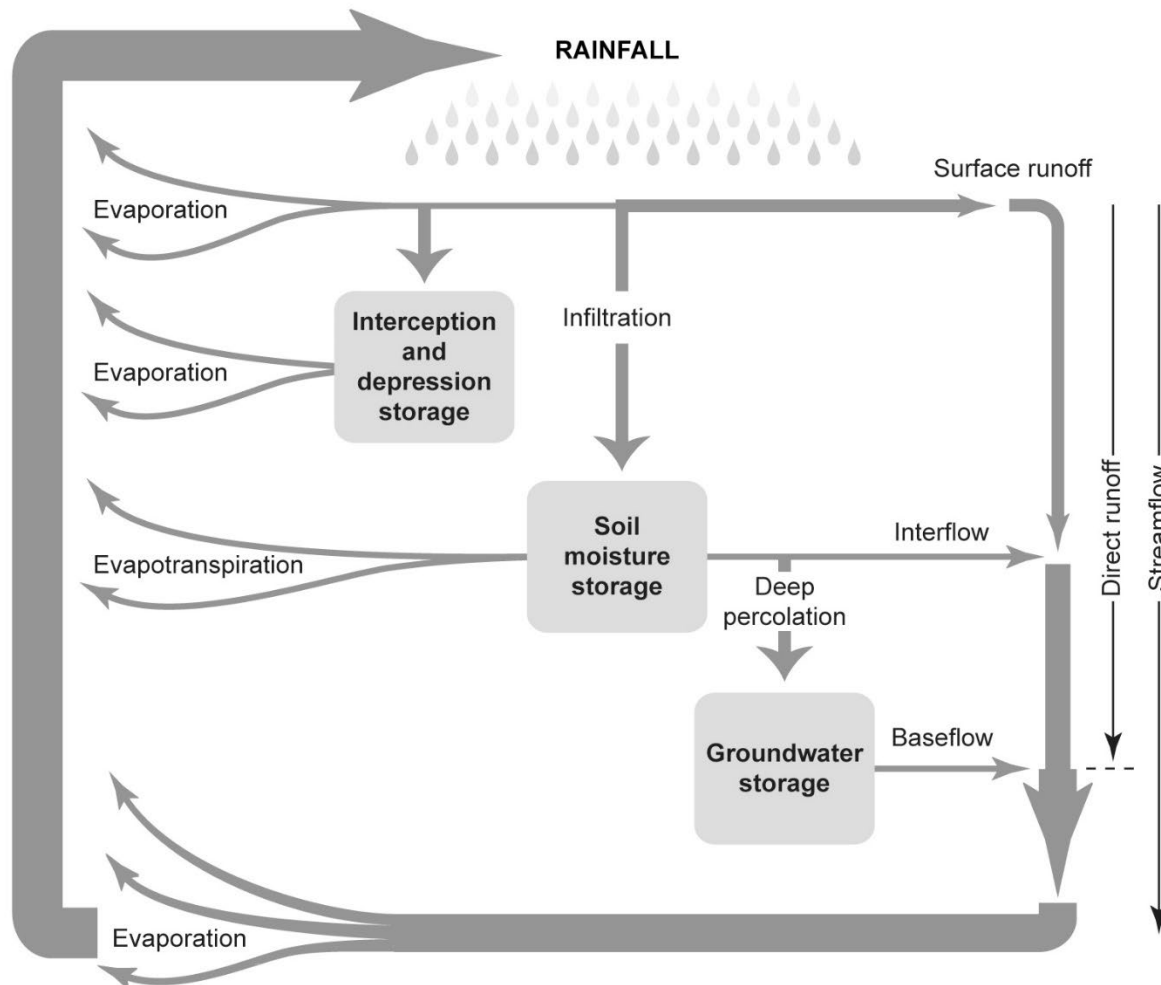 RAINFALL
Surface runoff
Evaporation
Interception
and
depression
storage
Infiltration
Evaporation
Soil
moisture
storage
Evapotranspiration
Interflow
Deep
percolation
Direct runoff
Streamflow
Groundwater
storage
Baseflow
Evaporation